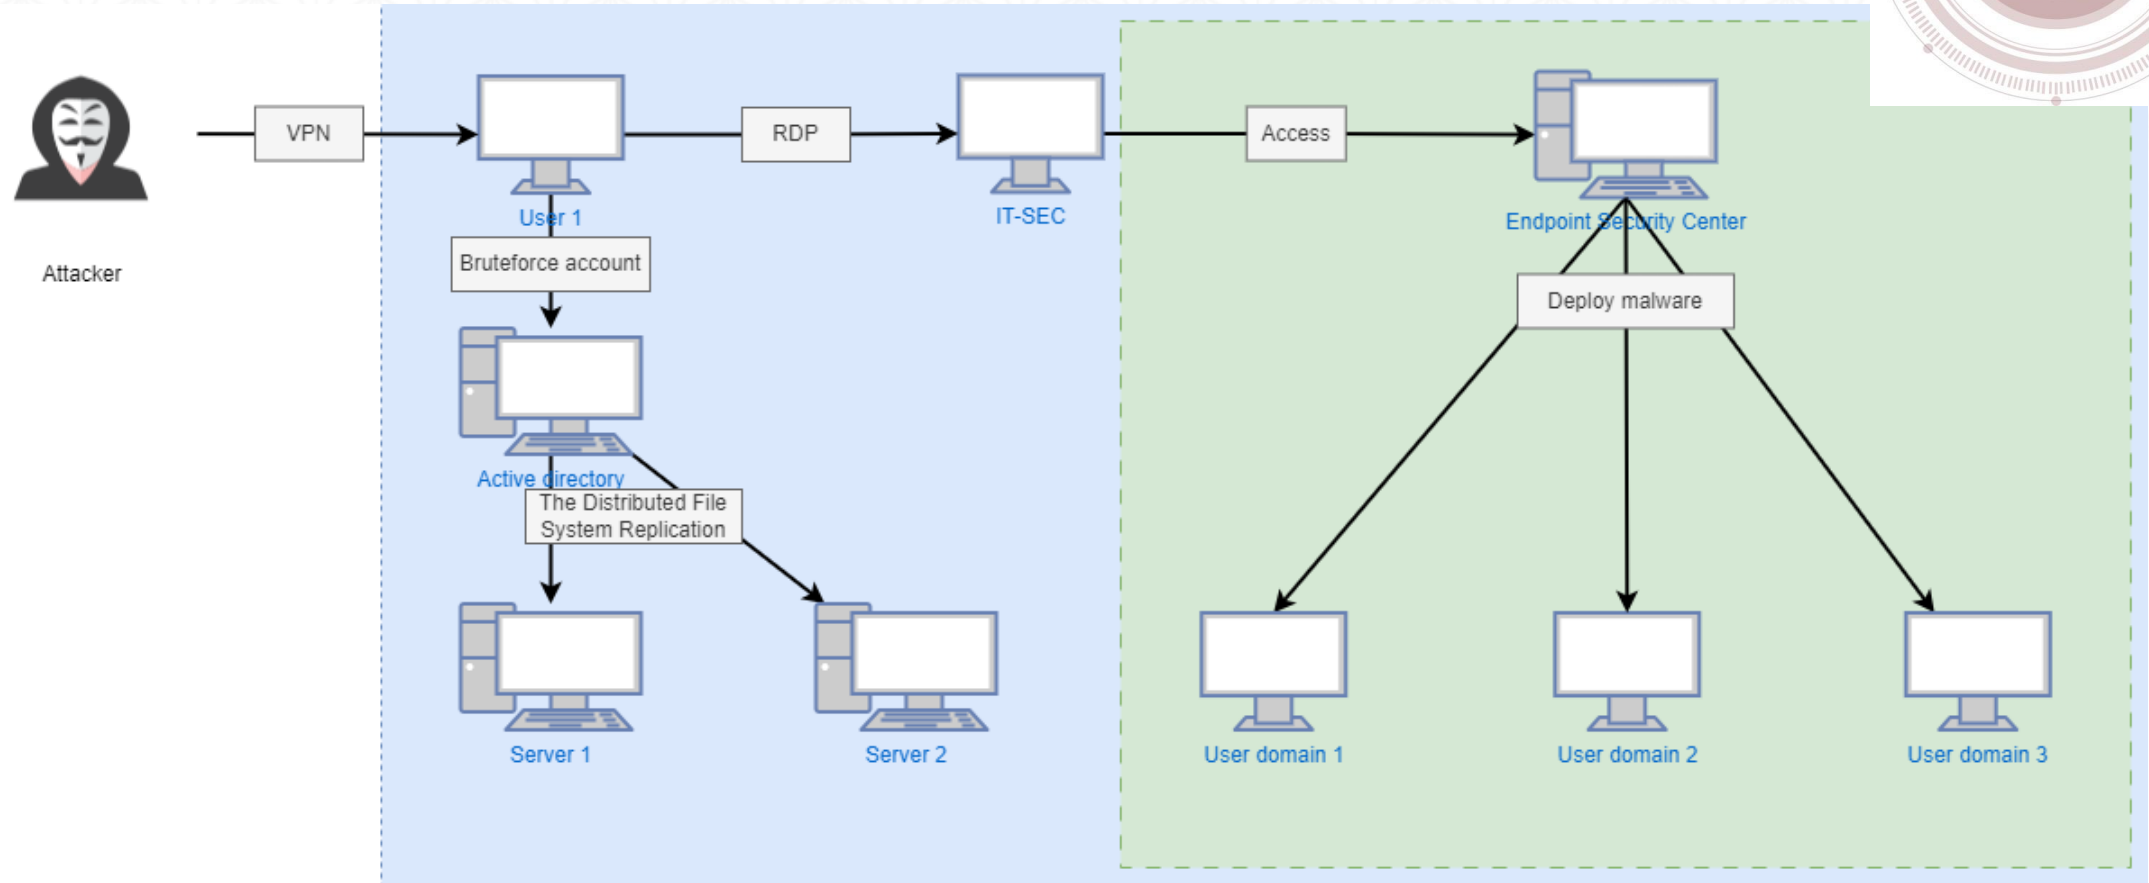 VPN
RDP
Access
User 1
IT-SEC
Endpoint Security Center
Bruteforce account
Attacker
Deploy malware
Active directory
The Distributed File
System Replication
Server 1
Server 2
User domain 1
User domain 2
User domain 3